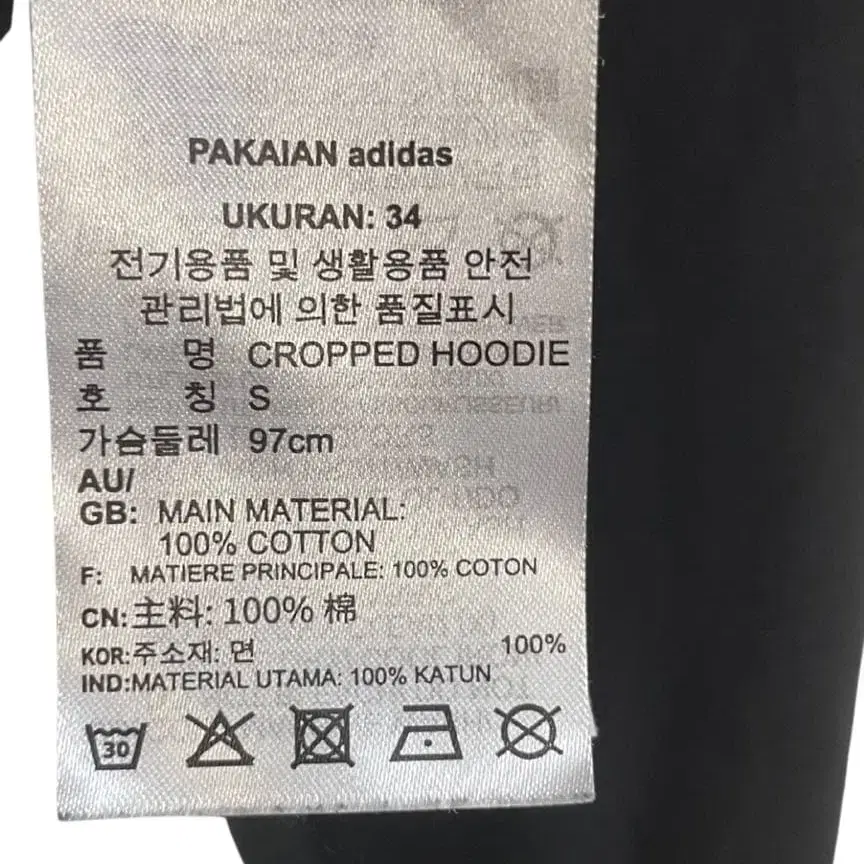 PAKAIAN adidas
UKURAN: 34
전기용품 및 생활용품 안전
관리법에 의한 품질표시
품 명 CROPPED HOODIE
호 칭 S
가슴둘레 97cm
AU/
GB: MAIN MATERIAL:
100% COTTON
F: MATIERE PRINCIPALE: 100% COTON
CN:主料: 100% 棉
KOR:주소재: 면 100%
IND:MATERIAL UTAMA: 100% KATUN
30